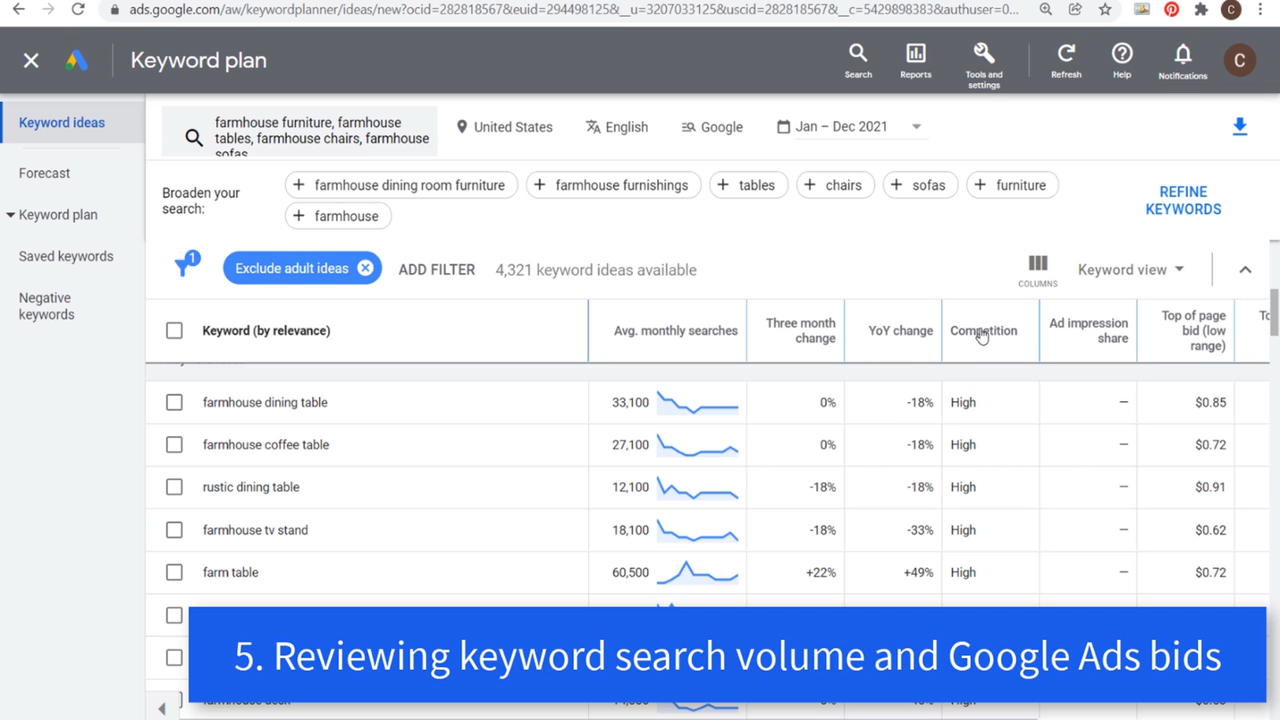 ads.google.com/aw/keywordplanner/ideas/new?ocid=282818567&euid=294498125&__u=3207033125&uscid=282818567&__c=5429898383&authuser=0...
C
Keyword plan
Search
Reports
Tools and
settings
Refresh
Help
Notifications
C
Keyword ideas
Forecast
Keyword plan
Saved keywords
Negative
keywords
farmhouse furniture, farmhouse
tables, farmhouse chairs, farmhouse
sofas
United States
English
Google
Jan – Dec 2021
Broaden your
search:
+ farmhouse dining room furniture
+ farmhouse furnishings
+ tables
+ chairs
+ sofas
+ furniture
+ farmhouse
REFINE
KEYWORDS
1
Exclude adult ideas
ADD FILTER
4,321 keyword ideas available
COLUMNS
Keyword view
Keyword (by relevance)
Avg. monthly searches
Three month
change
YoY change
Competition
Ad impression
share
Top of page
bid (low
range)
farmhouse dining table 33,100 0% -18% High – $0.85
farmhouse coffee table 27,100 0% -18% High – $0.72
rustic dining table 12,100 -18% -18% High – $0.91
farmhouse tv stand 18,100 -18% -33% High – $0.62
farm table 60,500 +22% +49% High – $0.72
5. Reviewing keyword search volume and Google Ads bids